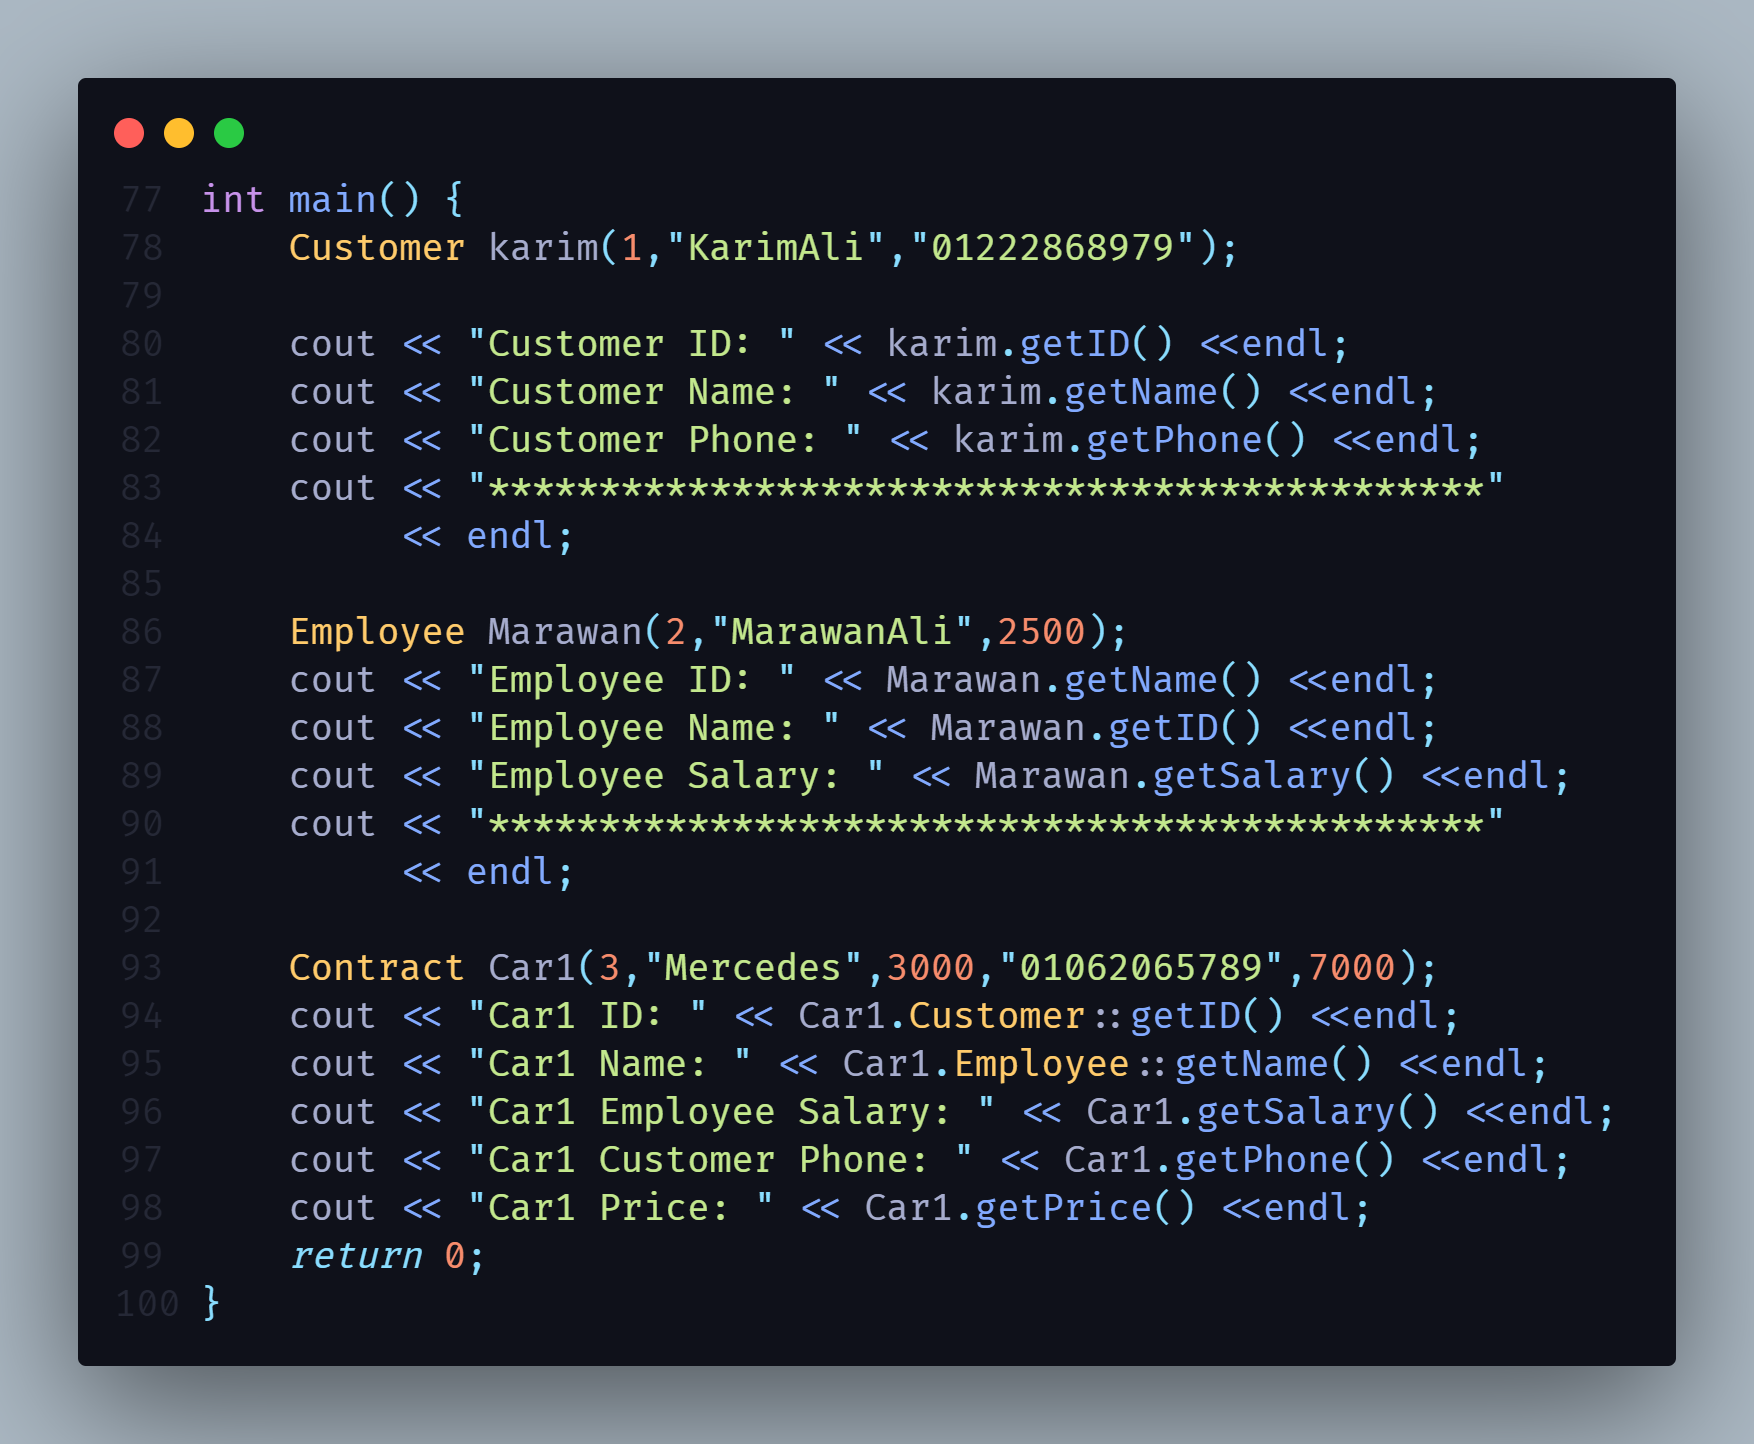 77 int main() {
78     Customer karim(1,"KarimAli","01222868979");
79
80     cout << "Customer ID: " << karim.getID() <<endl;
81     cout << "Customer Name: " << karim.getName() <<endl;
82     cout << "Customer Phone: " << karim.getPhone() <<endl;
83     cout << "*********************************************"
84          << endl;
85
86     Employee Marawan(2,"MarawanAli",2500);
87     cout << "Employee ID: " << Marawan.getName() <<endl;
88     cout << "Employee Name: " << Marawan.getID() <<endl;
89     cout << "Employee Salary: " << Marawan.getSalary() <<endl;
90     cout << "*********************************************"
91          << endl;
92
93     Contract Car1(3,"Mercedes",3000,"01062065789",7000);
94     cout << "Car1 ID: " << Car1.Customer::getID() <<endl;
95     cout << "Car1 Name: " << Car1.Employee::getName() <<endl;
96     cout << "Car1 Employee Salary: " << Car1.getSalary() <<endl;
97     cout << "Car1 Customer Phone: " << Car1.getPhone() <<endl;
98     cout << "Car1 Price: " << Car1.getPrice() <<endl;
99     return 0;
100 }